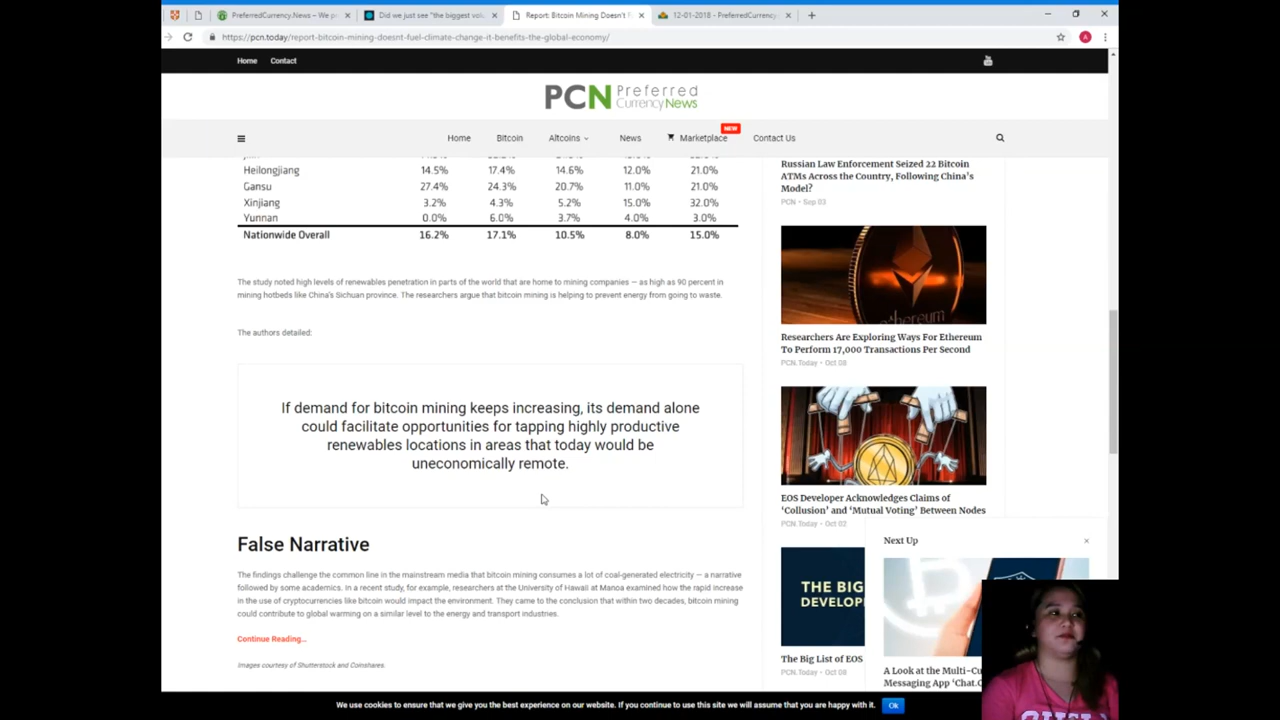 PreferredCurrency.News – We p
Did we just see "the biggest volu
Report: Bitcoin Mining Doesn't F
12-01-2018 - PreferredCurrency
https://pcn.today/report-bitcoin-mining-doesnt-fuel-climate-change-it-benefits-the-global-economy/
A
Home Contact
PCN Preferred
CurrencyNews
Home Bitcoin Altcoins News Marketplace Contact Us
NEW
Heilongjiang 14.5% 17.4% 14.6% 12.0% 21.0%
Gansu 27.4% 24.3% 20.7% 11.0% 21.0%
Xinjiang 3.2% 4.3% 5.2% 15.0% 32.0%
Yunnan 0.0% 6.0% 3.7% 4.0% 3.0%
Nationwide Overall 16.2% 17.1% 10.5% 8.0% 15.0%
The study noted high levels of renewables penetration in parts of the world that are home to mining companies — as high as 90 percent in
mining hotbeds like China's Sichuan province. The researchers argue that bitcoin mining is helping to prevent energy from going to waste.
The authors detailed:
If demand for bitcoin mining keeps increasing, its demand alone
could facilitate opportunities for tapping highly productive
renewables locations in areas that today would be
uneconomically remote.
False Narrative
The findings challenge the common line in the mainstream media that bitcoin mining consumes a lot of coal-generated electricity — a narrative
followed by some academics. In a recent study, for example, researchers at the University of Hawaii at Manoa examined how the rapid increase
in the use of cryptocurrencies like bitcoin would impact the environment. They came to the conclusion that within two decades, bitcoin mining
could contribute to global warming on a similar level to the energy and transport industries.
Continue Reading...
Images courtesy of Shutterstock and Coinshares.
Russian Law Enforcement Seized 22 Bitcoin
ATMs Across the Country, Following China's
Model?
PCN • Sep 03
ethereum
Researchers Are Exploring Ways For Ethereum
To Perform 17,000 Transactions Per Second
PCN.Today • Oct 08
EOS Developer Acknowledges Claims of
'Collusion' and 'Mutual Voting' Between Nodes
PCN.Today • Oct 02
THE BIG
DEVELOP
The Big List of EOS
PCN.Today • Oct 08
Next Up
A Look at the Multi-Cu
Messaging App 'Chat.C
We use cookies to ensure that we give you the best experience on our website. If you continue to use this site we will assume that you are happy with it.
Ok